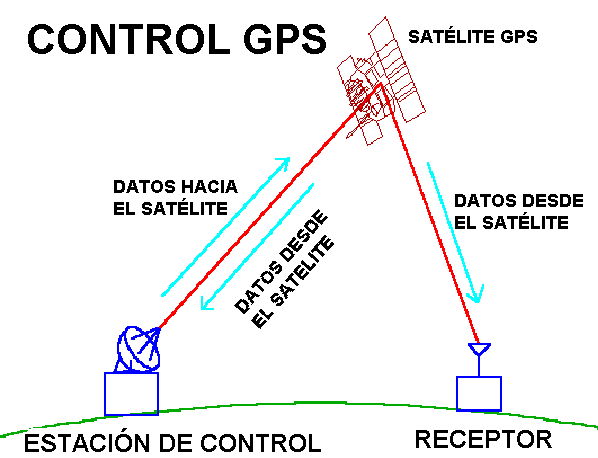 CONTROL GPS
SATÉLITE GPS
DATOS HACIA
EL SATÉLITE
DATOS DESDE
EL SATELITE
DATOS DESDE
EL SATÉLITE
ESTACIÓN DE CONTROL
RECEPTOR